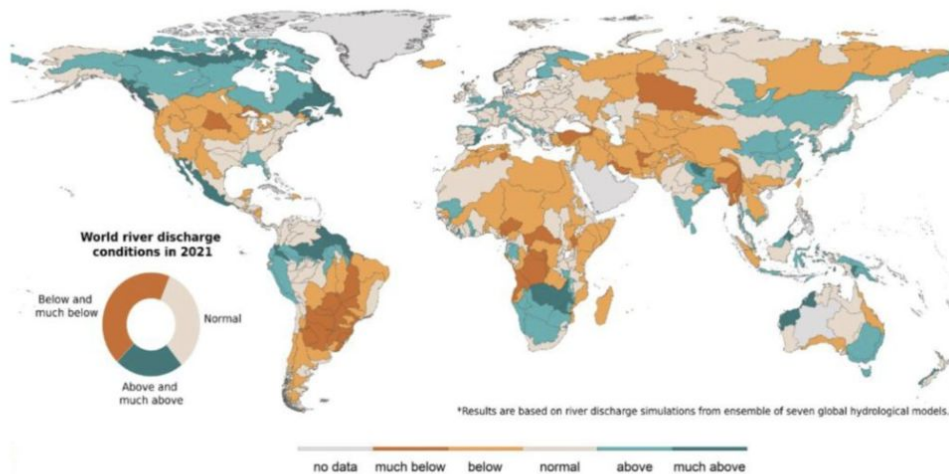 World river discharge
conditions in 2021
Below and
much below
Normal
Above and
much above
*Results are based on river discharge simulations from ensemble of seven global hydrological models.
no data much below below normal above much above